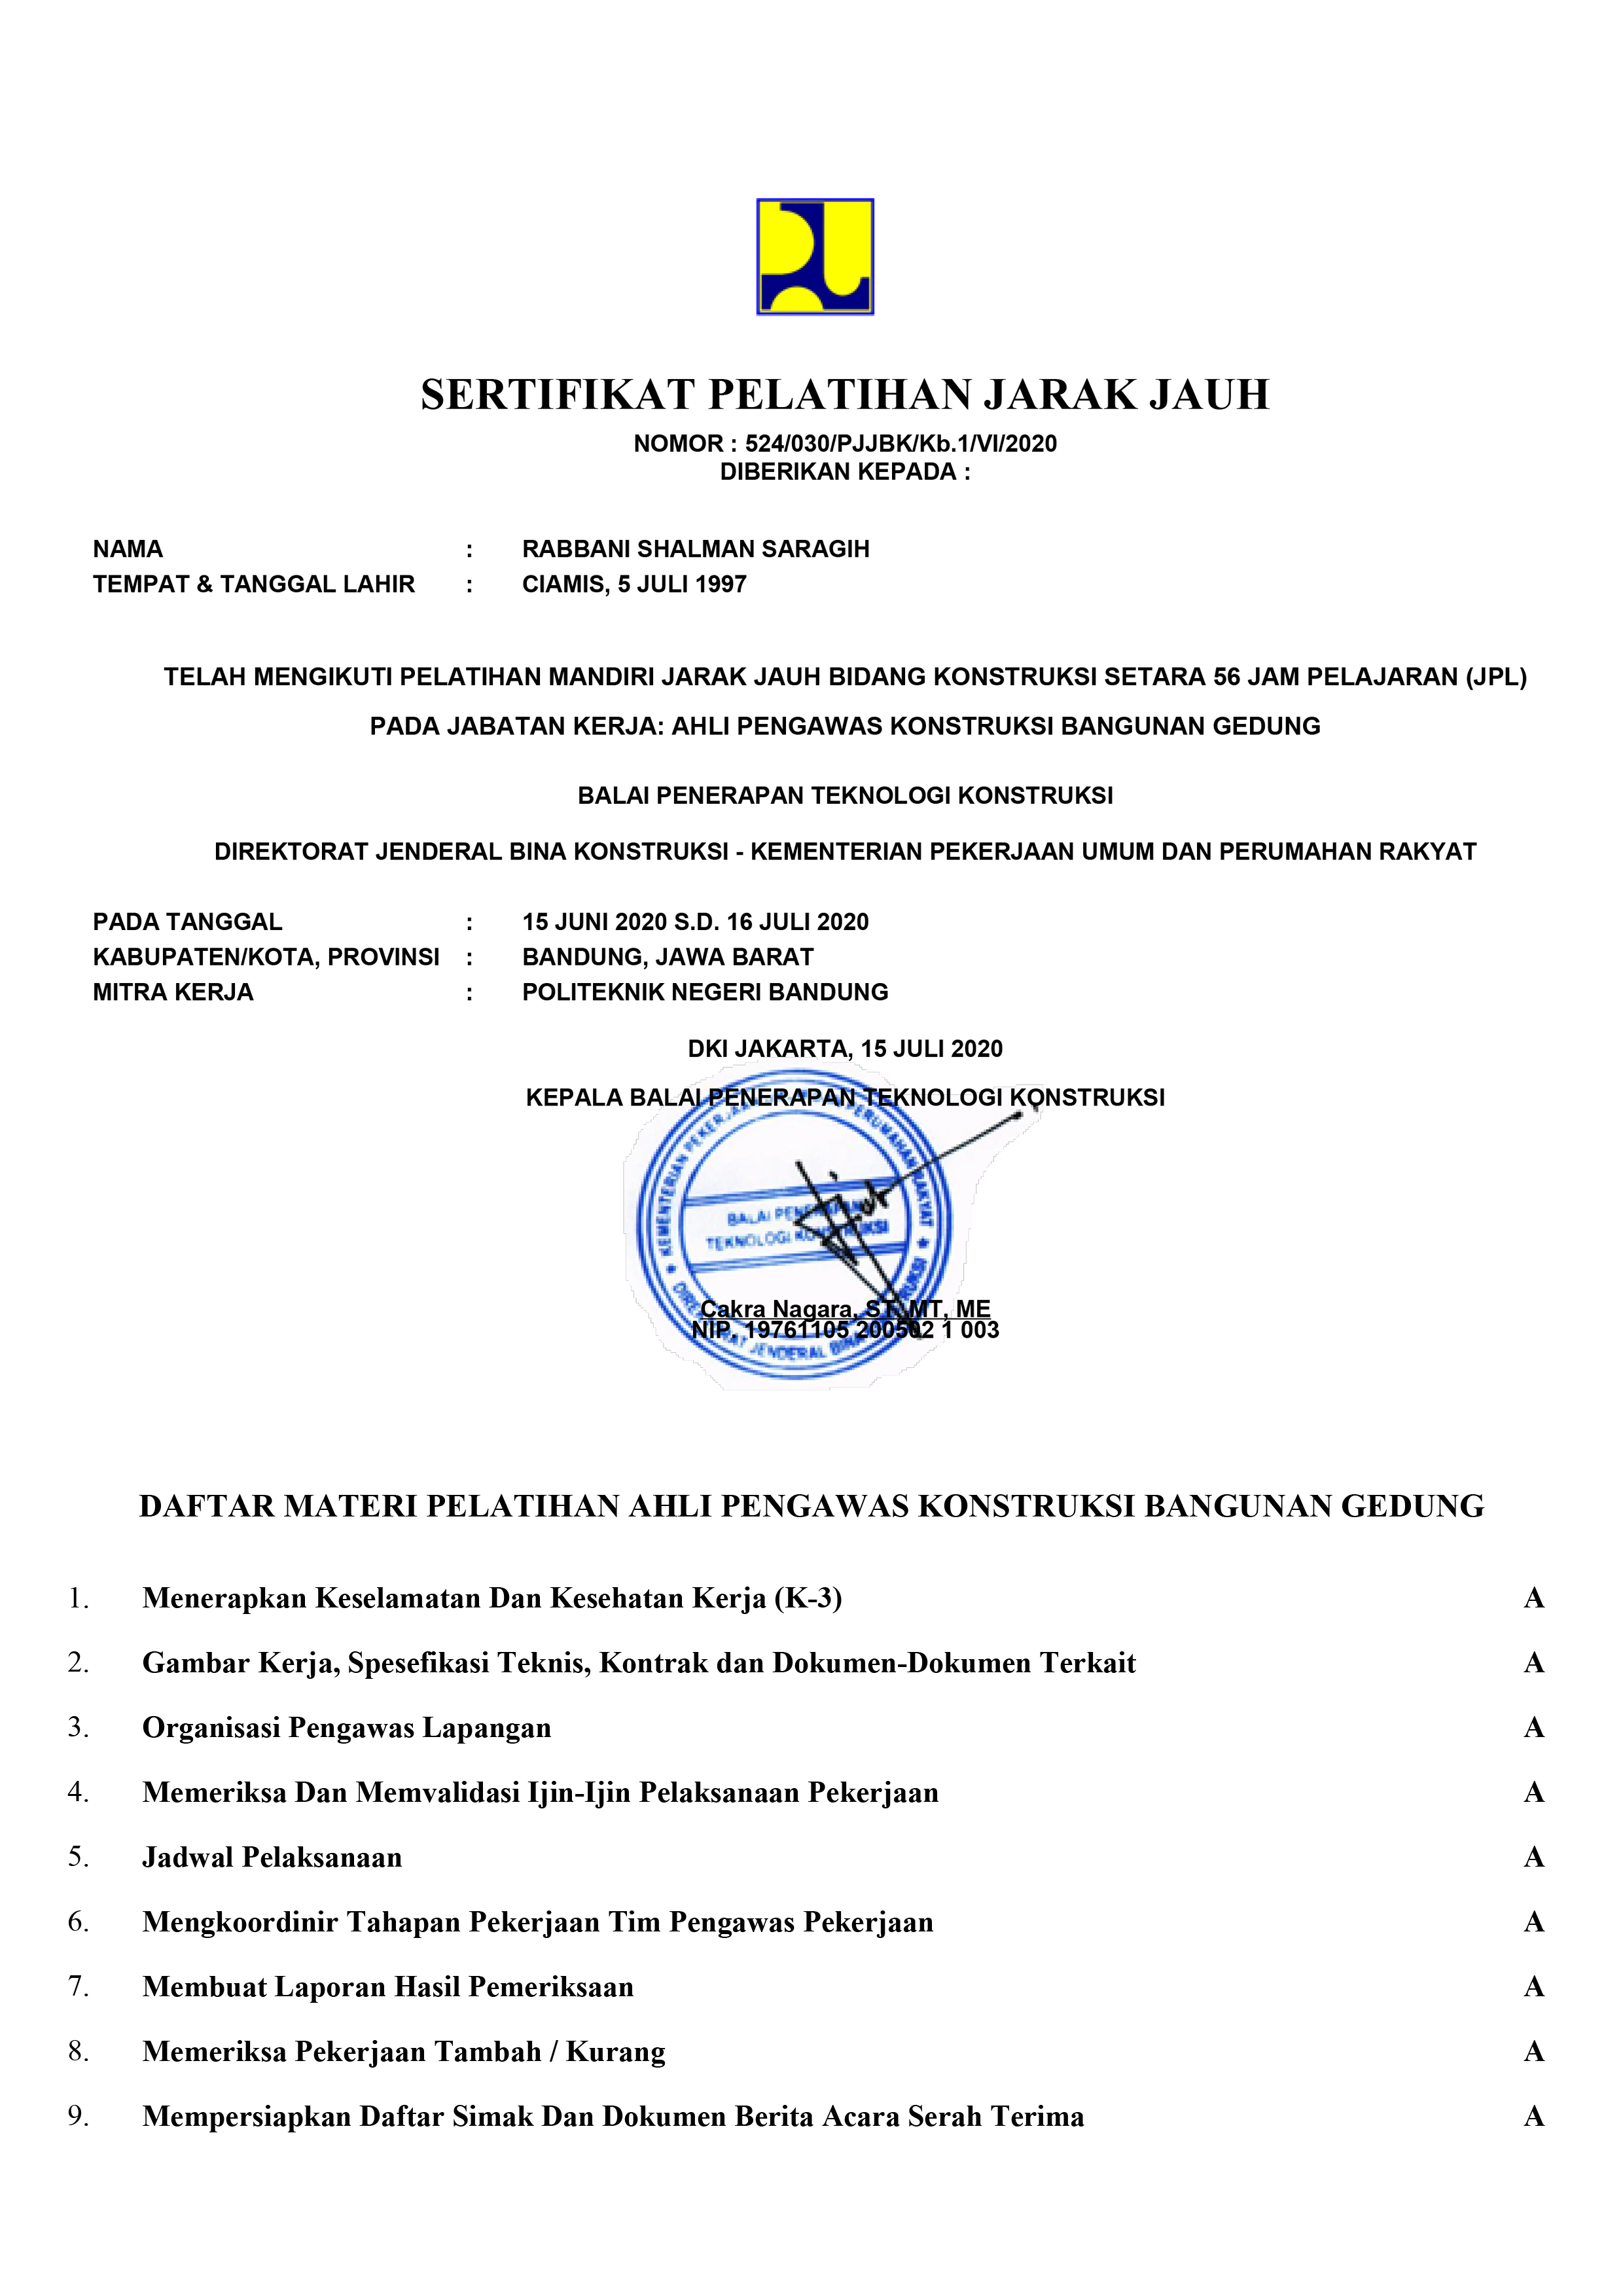 SERTIFIKAT PELATIHAN JARAK JAUH
NOMOR : 524/030/PJJBK/Kb.1/VI/2020
DIBERIKAN KEPADA :
NAMA : RABBANI SHALMAN SARAGIH
TEMPAT & TANGGAL LAHIR : CIAMIS, 5 JULI 1997
TELAH MENGIKUTI PELATIHAN MANDIRI JARAK JAUH BIDANG KONSTRUKSI SETARA 56 JAM PELAJARAN (JPL)
PADA JABATAN KERJA: AHLI PENGAWAS KONSTRUKSI BANGUNAN GEDUNG
BALAI PENERAPAN TEKNOLOGI KONSTRUKSI
DIREKTORAT JENDERAL BINA KONSTRUKSI - KEMENTERIAN PEKERJAAN UMUM DAN PERUMAHAN RAKYAT
PADA TANGGAL : 15 JUNI 2020 S.D. 16 JULI 2020
KABUPATEN/KOTA, PROVINSI : BANDUNG, JAWA BARAT
MITRA KERJA : POLITEKNIK NEGERI BANDUNG
DKI JAKARTA, 15 JULI 2020
KEPALA BALAI PENERAPAN TEKNOLOGI KONSTRUKSI
KEMENTERIAN PEKERJAAN PERUMAHAN RAKYAT
BALAI PENERAPAN
TEKNOLOGI KONSTRUKSI
JENDERAL BINA
Cakra Nagara, ST, MT, ME
NIP. 19761105 200502 1 003
DAFTAR MATERI PELATIHAN AHLI PENGAWAS KONSTRUKSI BANGUNAN GEDUNG
1. Menerapkan Keselamatan Dan Kesehatan Kerja (K-3) A
2. Gambar Kerja, Spesefikasi Teknis, Kontrak dan Dokumen-Dokumen Terkait A
3. Organisasi Pengawas Lapangan A
4. Memeriksa Dan Memvalidasi Ijin-Ijin Pelaksanaan Pekerjaan A
5. Jadwal Pelaksanaan A
6. Mengkoordinir Tahapan Pekerjaan Tim Pengawas Pekerjaan A
7. Membuat Laporan Hasil Pemeriksaan A
8. Memeriksa Pekerjaan Tambah / Kurang A
9. Mempersiapkan Daftar Simak Dan Dokumen Berita Acara Serah Terima A